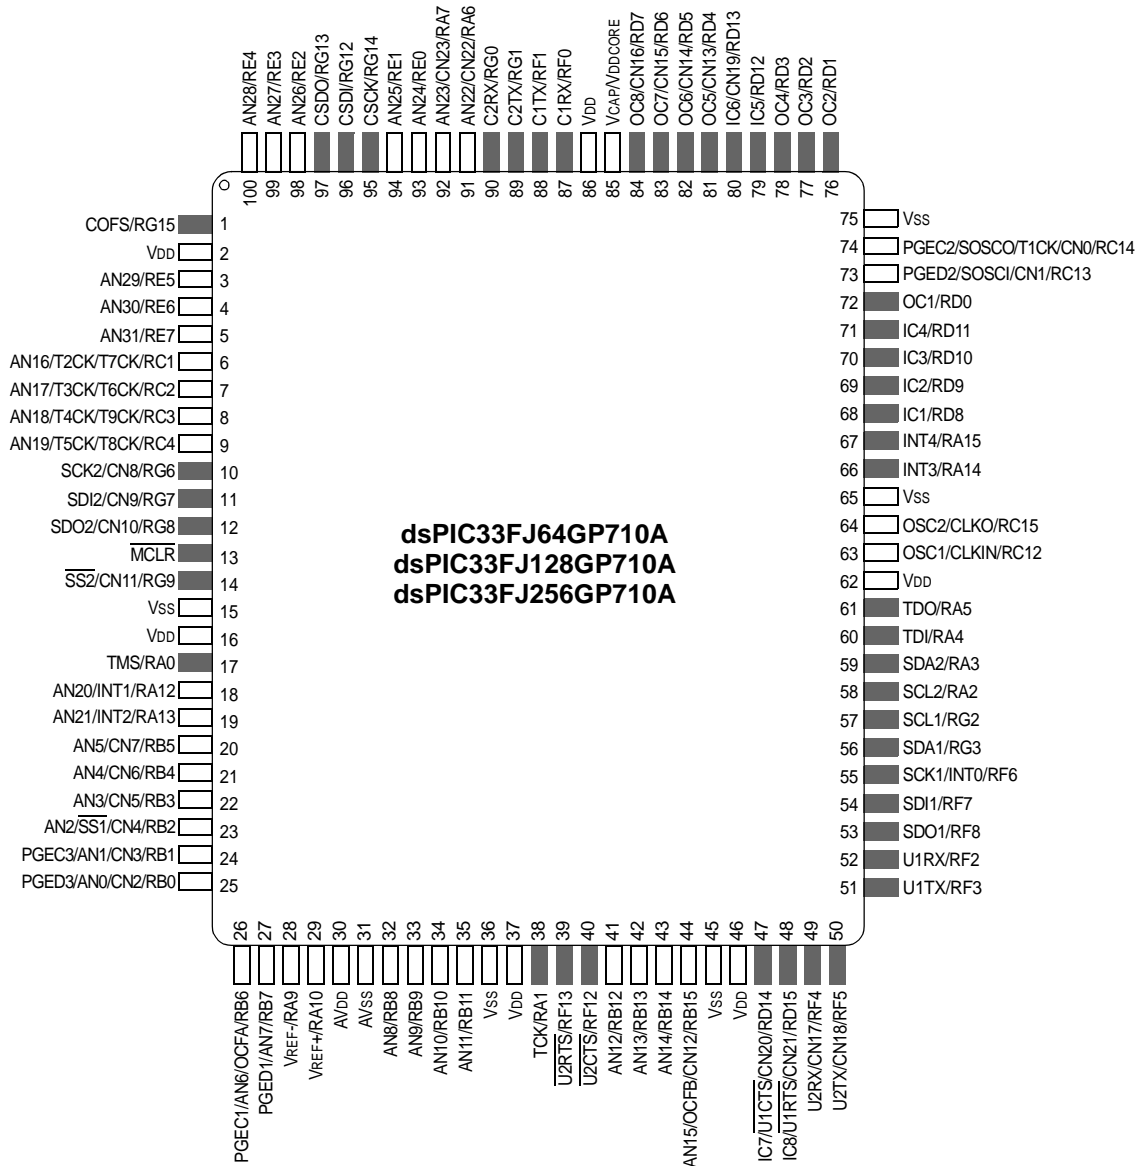 AN28/RE4
AN27/RE3
AN26/RE2
CSDO/RG13
CSDI/RG12
CSCK/RG14
AN25/RE1
AN24/RE0
AN23/CN23/RA7
AN22/CN22/RA6
C2RX/RG0
C2TX/RG1
C1TX/RF1
C1RX/RF0
VDD
VCAP/VDDCORE
OC8/CN16/RD7
OC7/CN15/RD6
OC6/CN14/RD5
OC5/CN13/RD4
IC6/CN19/RD13
IC5/RD12
OC4/RD3
OC3/RD2
OC2/RD1
100 99 98 97 96 95 94 93 92 91 90 89 88 87 86 85 84 83 82 81 80 79 78 77 76
COFS/RG15 1
VDD 2
AN29/RE5 3
AN30/RE6 4
AN31/RE7 5
AN16/T2CK/T7CK/RC1 6
AN17/T3CK/T6CK/RC2 7
AN18/T4CK/T9CK/RC3 8
AN19/T5CK/T8CK/RC4 9
SCK2/CN8/RG6 10
SDI2/CN9/RG7 11
SDO2/CN10/RG8 12
MCLR 13
SS2/CN11/RG9 14
VSS 15
VDD 16
TMS/RA0 17
AN20/INT1/RA12 18
AN21/INT2/RA13 19
AN5/CN7/RB5 20
AN4/CN6/RB4 21
AN3/CN5/RB3 22
AN2/SS1/CN4/RB2 23
PGEC3/AN1/CN3/RB1 24
PGED3/AN0/CN2/RB0 25
dsPIC33FJ64GP710A
dsPIC33FJ128GP710A
dsPIC33FJ256GP710A
75 VSS
74 PGEC2/SOSCO/T1CK/CN0/RC14
73 PGED2/SOSCI/CN1/RC13
72 OC1/RD0
71 IC4/RD11
70 IC3/RD10
69 IC2/RD9
68 IC1/RD8
67 INT4/RA15
66 INT3/RA14
65 VSS
64 OSC2/CLKO/RC15
63 OSC1/CLKIN/RC12
62 VDD
61 TDO/RA5
60 TDI/RA4
59 SDA2/RA3
58 SCL2/RA2
57 SCL1/RG2
56 SDA1/RG3
55 SCK1/INT0/RF6
54 SDI1/RF7
53 SDO1/RF8
52 U1RX/RF2
51 U1TX/RF3
26 27 28 29 30 31 32 33 34 35 36 37 38 39 40 41 42 43 44 45 46 47 48 49 50
PGEC1/AN6/OCFA/RB6
PGED1/AN7/RB7
VREF-/RA9
VREF+/RA10
AVDD
AVSS
AN8/RB8
AN9/RB9
AN10/RB10
AN11/RB11
VSS
VDD
TCK/RA1
U2RTS/RF13
U2CTS/RF12
AN12/RB12
AN13/RB13
AN14/RB14
AN15/OCFB/CN12/RB15
VSS
VDD
IC7/U1CTS/CN20/RD14
IC8/U1RTS/CN21/RD15
U2RX/CN17/RF4
U2TX/CN18/RF5